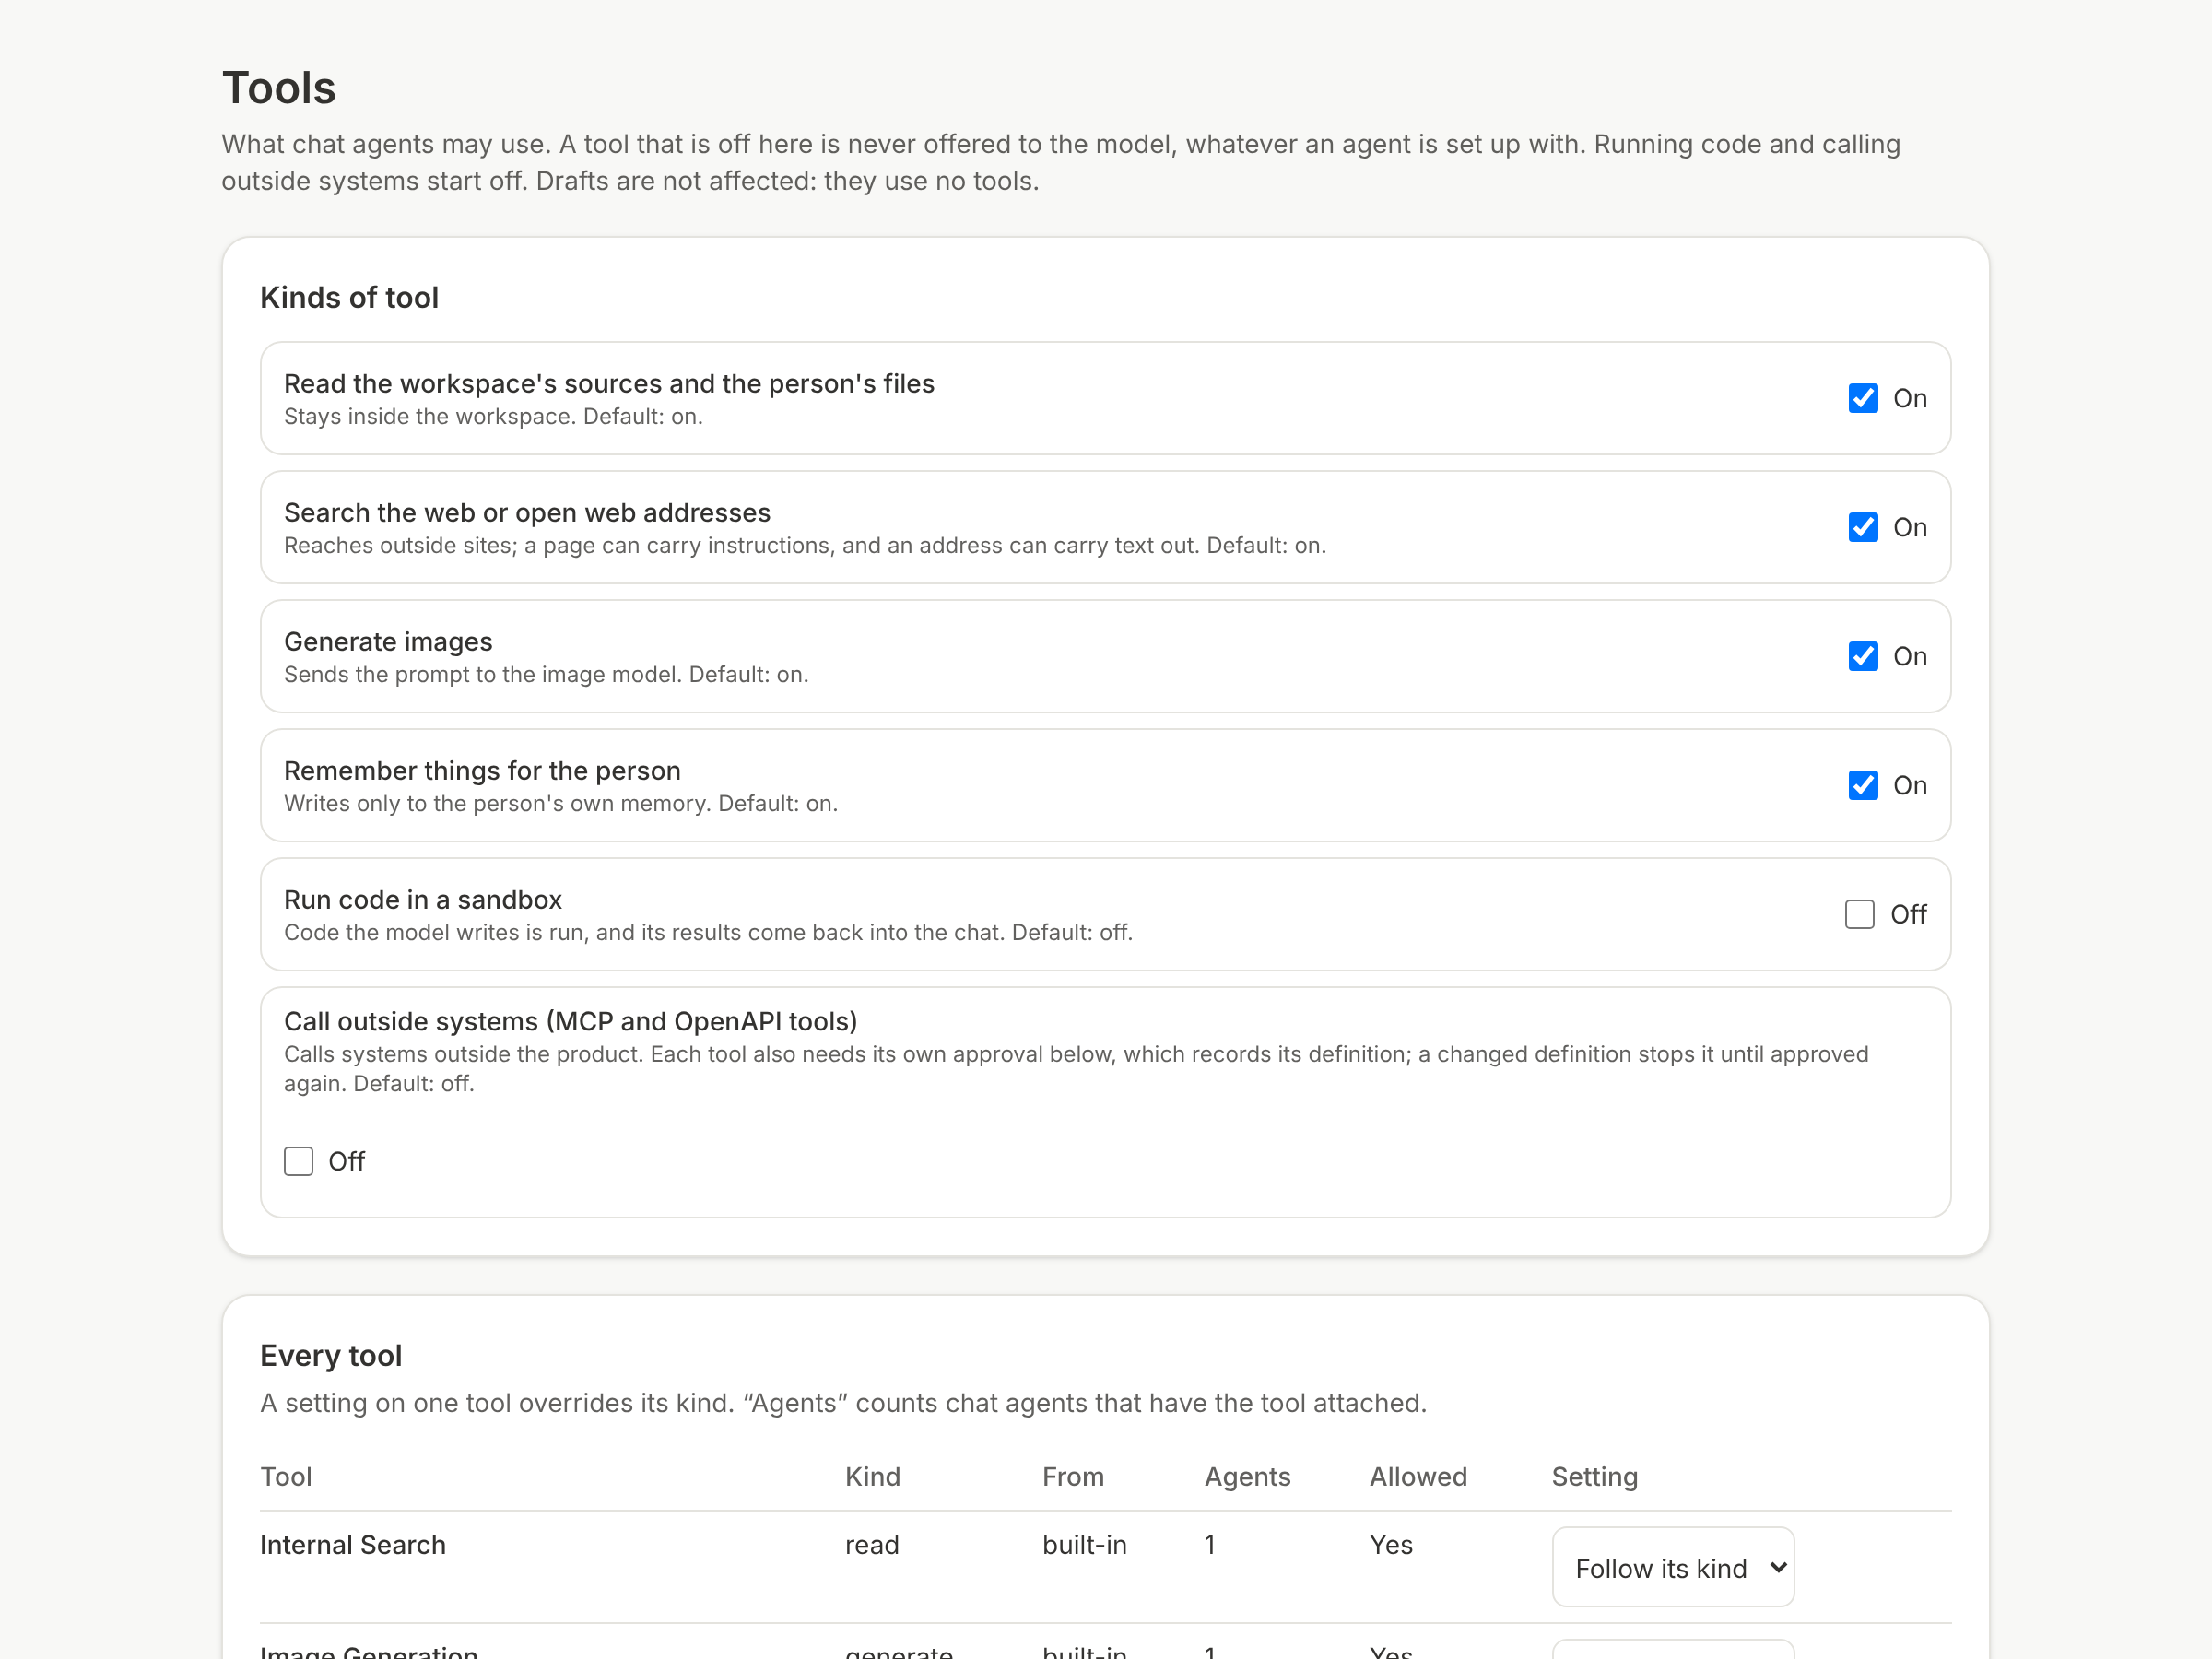 Tools
What chat agents may use. A tool that is off here is never offered to the model, whatever an agent is set up with. Running code and calling
outside systems start off. Drafts are not affected: they use no tools.
Kinds of tool
Read the workspace's sources and the person's files
Stays inside the workspace. Default: on.
On
Search the web or open web addresses
Reaches outside sites; a page can carry instructions, and an address can carry text out. Default: on.
On
Generate images
Sends the prompt to the image model. Default: on.
On
Remember things for the person
Writes only to the person's own memory. Default: on.
On
Run code in a sandbox
Code the model writes is run, and its results come back into the chat. Default: off.
Off
Call outside systems (MCP and OpenAPI tools)
Calls systems outside the product. Each tool also needs its own approval below, which records its definition; a changed definition stops it until approved
again. Default: off.
Off
Every tool
A setting on one tool overrides its kind. “Agents” counts chat agents that have the tool attached.
Tool Kind From Agents Allowed Setting
Internal Search read built-in 1 Yes Follow its kind
Image Generation generate built-in 1 Yes